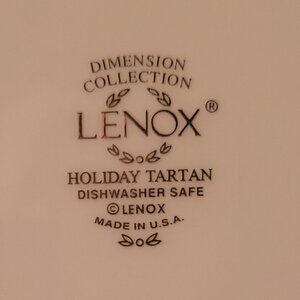 DIMENSION
COLLECTION
LENOX®
HOLIDAY TARTAN
DISHWASHER SAFE
© LENOX
MADE IN U.S.A.